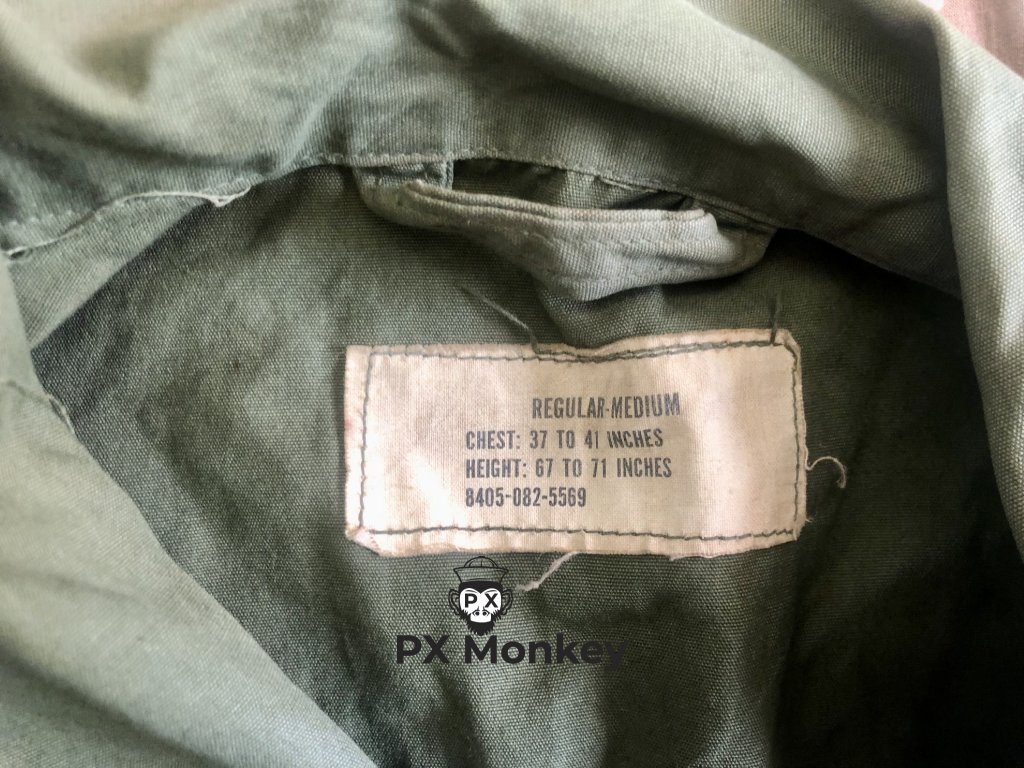 REGULAR-MEDIUM
CHEST: 37 TO 41 INCHES
HEIGHT: 67 TO 71 INCHES
8405-082-5569
PX
PX Monkey